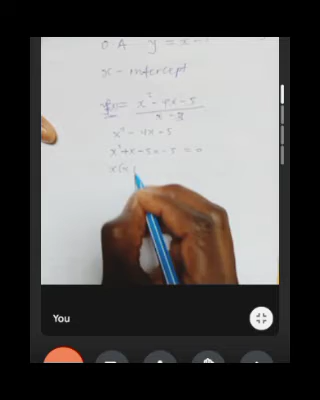 O.A y = x
x - intercept
f(x) = x² - 4x - 5
x - 3
x² - 4x - 5
x² + x - 5x - 5 = 0
x(x
You